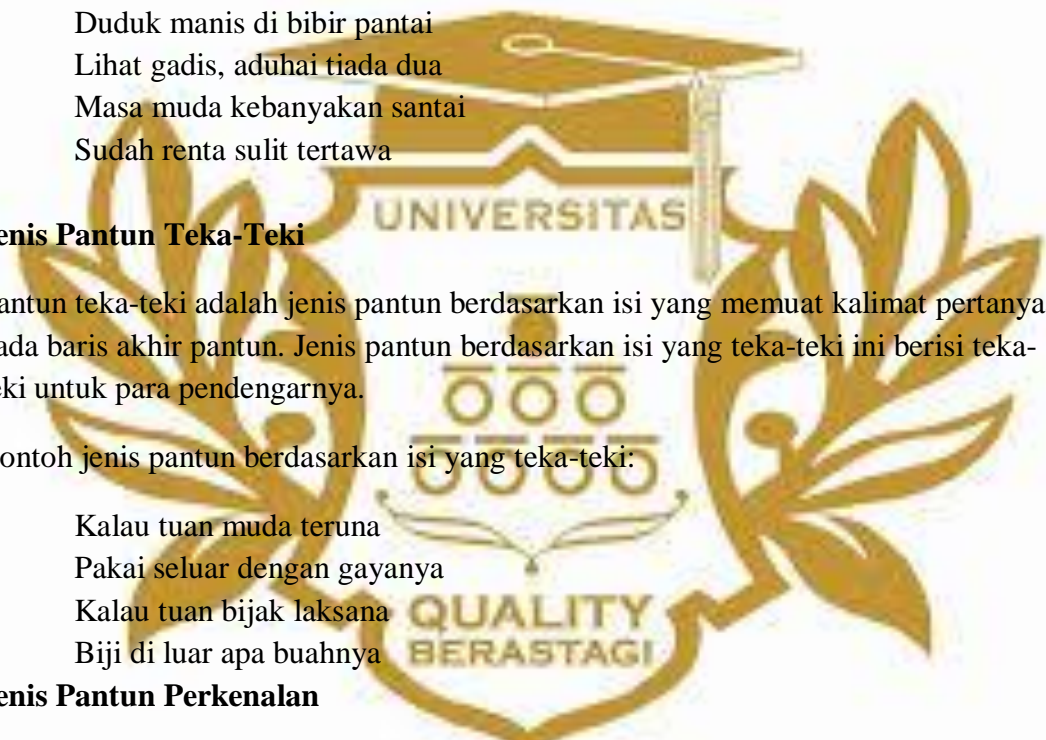 Duduk manis di bibir pantai
Lihat gadis, aduhai tiada dua
Masa muda kebanyakan santai
Sudah renta sulit tertawa
UNIVERSITAS
enis Pantun Teka-Teki
antun teka-teki adalah jenis pantun berdasarkan isi yang memuat kalimat pertanya
ada baris akhir pantun. Jenis pantun berdasarkan isi yang teka-teki ini berisi teka-
eki untuk para pendengarnya.
ontoh jenis pantun berdasarkan isi yang teka-teki:
Kalau tuan muda teruna
Pakai seluar dengan gayanya
Kalau tuan bijak laksana
Biji di luar apa buahnya
QUALITY
BERASTAGI
enis Pantun Perkenalan